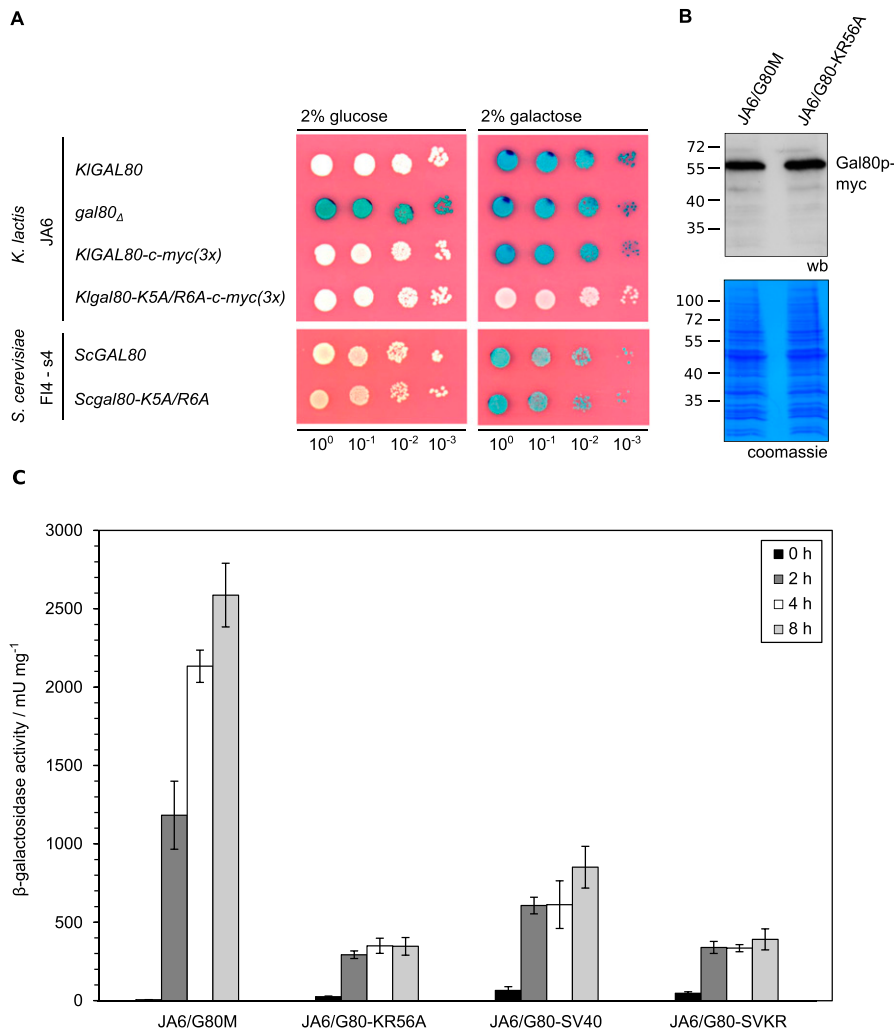 A
B
2% glucose
2% galactose
K. lactis
JA6
KlGAL80
gal80Δ
KlGAL80-c-myc(3x)
Klgal80-K5A/R6A-c-myc(3x)
S. cerevisiae
FI4 - s4
ScGAL80
Scgal80-K5A/R6A
10⁰ 10⁻¹ 10⁻² 10⁻³ 10⁰ 10⁻¹ 10⁻² 10⁻³
JA6/G80M
JA6/G80-KR56A
72
55
40
35
Gal80p-
myc
wb
100
72
55
40
35
coomassie
C
β-galactosidase activity / mU mg⁻¹
3000
2500
2000
1500
1000
500
0
0 h
2 h
4 h
8 h
JA6/G80M JA6/G80-KR56A JA6/G80-SV40 JA6/G80-SVKR